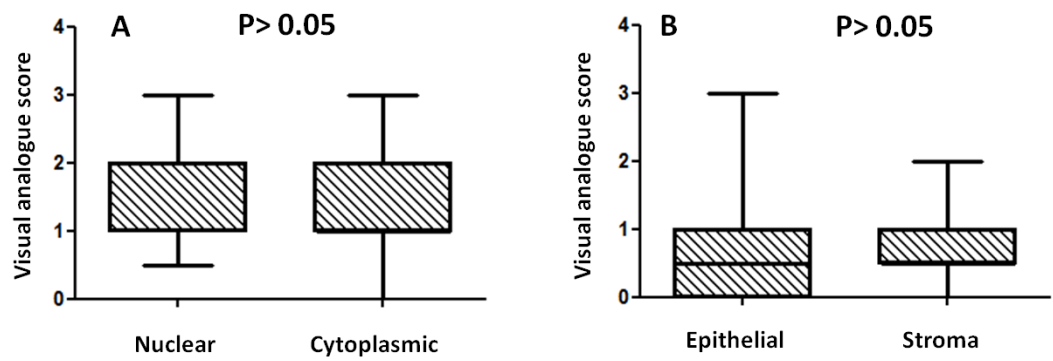 A
P> 0.05
Visual analogue score
4
3
2
1
0
Nuclear
Cytoplasmic
B
P> 0.05
Visual analogue score
4
3
2
1
0
Epithelial
Stroma